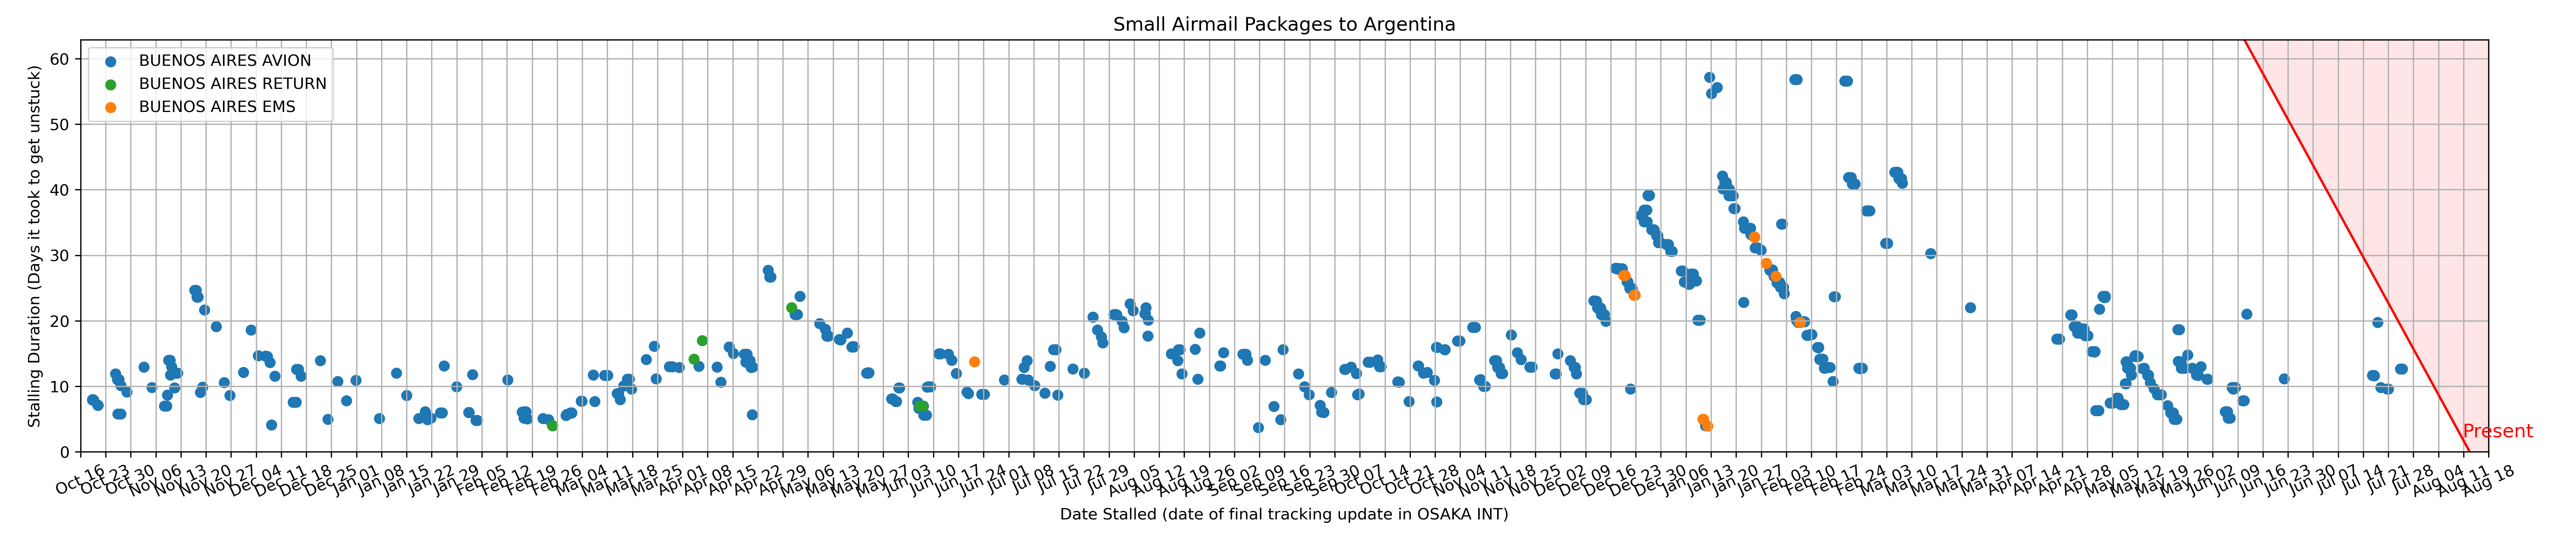 Small Airmail Packages to Argentina
BUENOS AIRES AVION
BUENOS AIRES RETURN
BUENOS AIRES EMS
Stalling Duration (Days it took to get unstuck)
60
50
40
30
20
10
0
Present
Oct 16
Oct 23
Oct 30
Nov 06
Nov 13
Nov 20
Nov 27
Dec 04
Dec 11
Dec 18
Dec 25
Jan 01
Jan 08
Jan 15
Jan 22
Jan 29
Feb 05
Feb 12
Feb 19
Feb 26
Mar 04
Mar 11
Mar 18
Mar 25
Apr 01
Apr 08
Apr 15
Apr 22
Apr 29
May 06
May 13
May 20
May 27
Jun 03
Jun 10
Jun 17
Jun 24
Jul 01
Jul 08
Jul 15
Jul 22
Jul 29
Aug 05
Aug 12
Aug 19
Aug 26
Sep 02
Sep 09
Sep 16
Sep 23
Sep 30
Oct 07
Oct 14
Oct 21
Oct 28
Nov 04
Nov 11
Nov 18
Nov 25
Dec 02
Dec 09
Dec 16
Dec 23
Dec 30
Jan 06
Jan 13
Jan 20
Jan 27
Feb 03
Feb 10
Feb 17
Feb 24
Mar 03
Mar 10
Mar 17
Mar 24
Mar 31
Apr 07
Apr 14
Apr 21
Apr 28
May 05
May 12
May 19
May 26
Jun 02
Jun 09
Jun 16
Jun 23
Jun 30
Jul 07
Jul 14
Jul 21
Jul 28
Aug 04
Aug 11
Aug 18
Date Stalled (date of final tracking update in OSAKA INT)